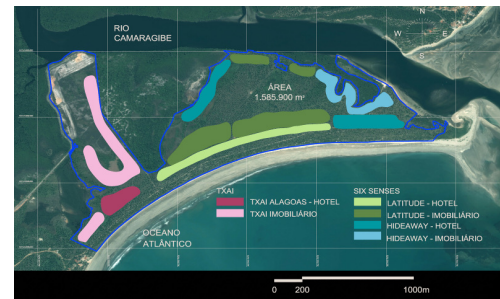 RIO
CAMARAGIBE
N
W
E
S
ÁREA
1.585.900 m²
TXAI
TXAI ALAGOAS - HOTEL
TXAI IMOBILIÁRIO
SIX SENSES
LATITUDE - HOTEL
LATITUDE - IMOBILIÁRIO
HIDEAWAY - HOTEL
HIDEAWAY - IMOBILIÁRIO
OCEANO
ATLÂNTICO
0 200 1000m